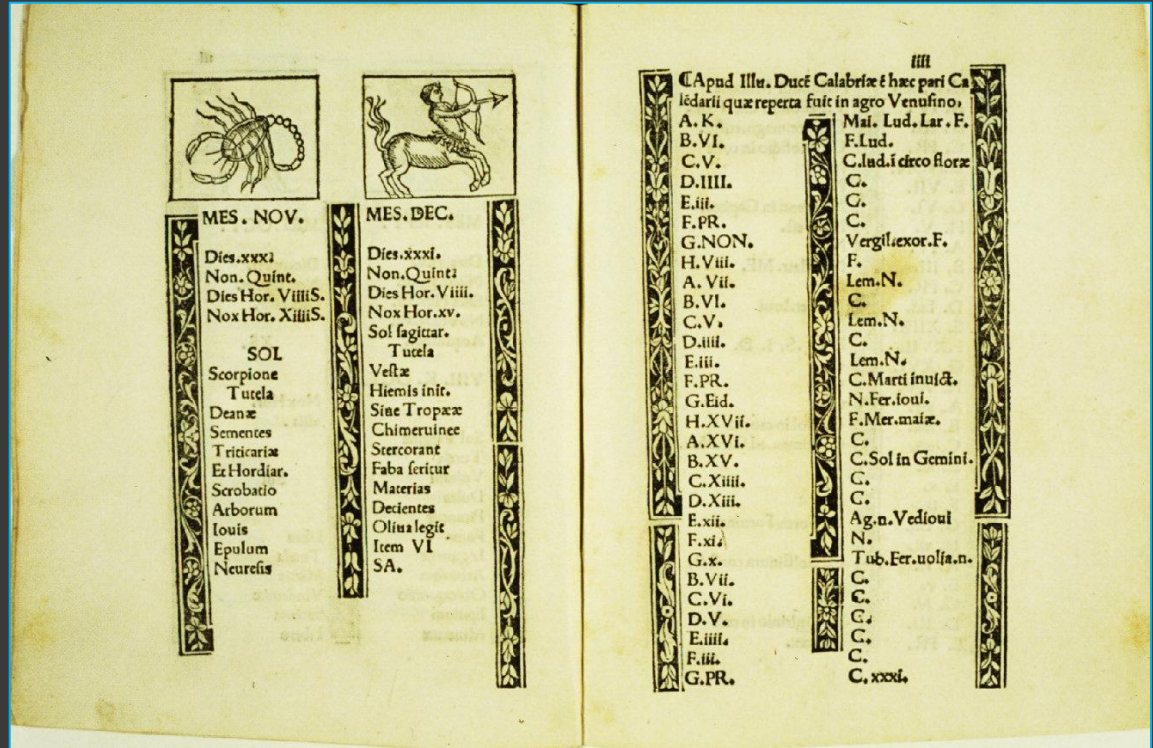 MES. NOV.
Dies.xxxi
Non. Quint.
Dies Hor. ViiiiS.
Nox Hor. XiiiiS.
SOL
Scorpione
Tutela
Deanæ
Sementes
Triticariæ
Et Hordiar.
Scrobatio
Arborum
Iouis
Epulum
Neuresis
MES. DEC.
Dies.xxxi.
Non. Quint:
Dies Hor. Viiii.
Nox Hor.xv.
Sol sagittar.
Tutela
Vestæ
Hiemis init.
Siue Tropææ
Chimeruinee
Stercorant
Faba seritur
Materias
Decientes
Oliua legit
Item VI
SA.
iiii
⁋Apud Illu. Ducē Calabriæ ē hæc pari Ca
lēdarii quæ reperta fuit in agro Venusino.
A. K. Mai. Lud. Lar. F.
B.VI. F.Lud.
C.V. C.lud.ī circo floræ
D.IIII. G.
E.iii. G.
F.PR. C.
G.NON. Vergil.exor. F.
H.Viii. F.
A. Vii. Lem.N.
B.VI. C.
C.V. Lem.N.
D.iiii. C.
E.iii. Lem.N.
F.PR. C.Marti inuict.
G.Eid. N.Fer.ioui.
H.XVii. F.Mer.maiæ.
A.XVi. C.
B.XV. C.Sol in Gemini.
C.Xiiii. C.
D.Xiii. C.
E.xii. Ag.n.Vedioui
F.xi. N.
G.x. Tub.Fer.uolsa.n.
B.Vii. C.
C.Vi. C.
D.V. C.
E.iiii. C.
F.iii. C.
G.PR. C.xxxi.